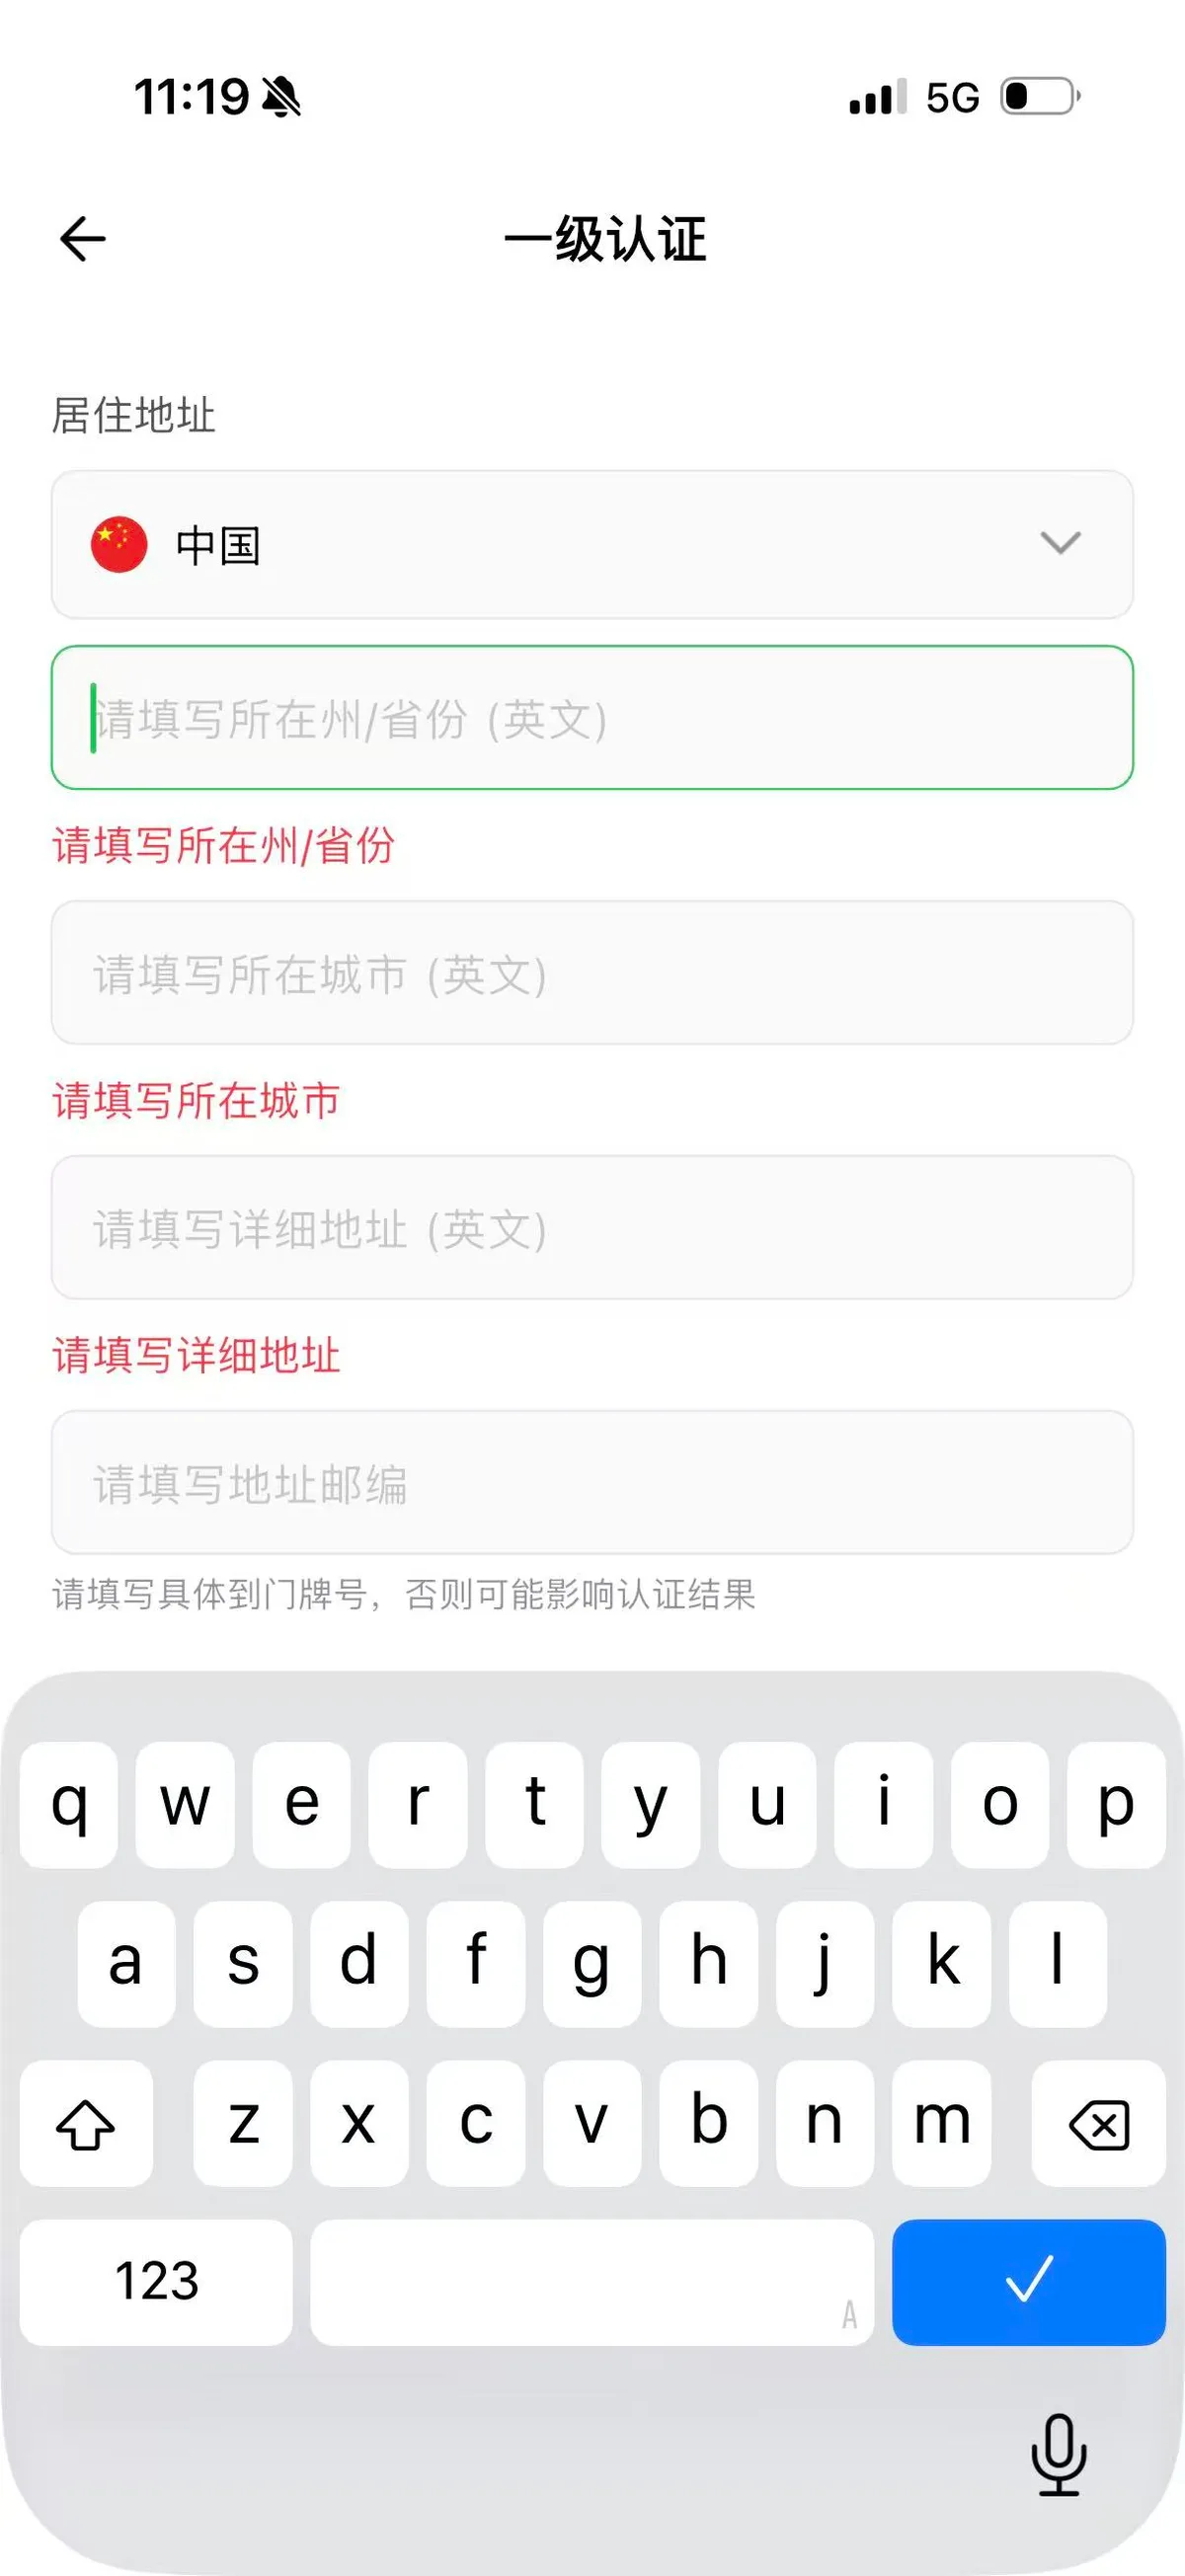 11:19
5G
一级认证
居住地址
中国
请填写所在州/省份 (英文)
请填写所在州/省份
请填写所在城市 (英文)
请填写所在城市
请填写详细地址 (英文)
请填写详细地址
请填写地址邮编
请填写具体到门牌号，否则可能影响认证结果
q w e r t y u i o p
a s d f g h j k l
z x c v b n m
123
A